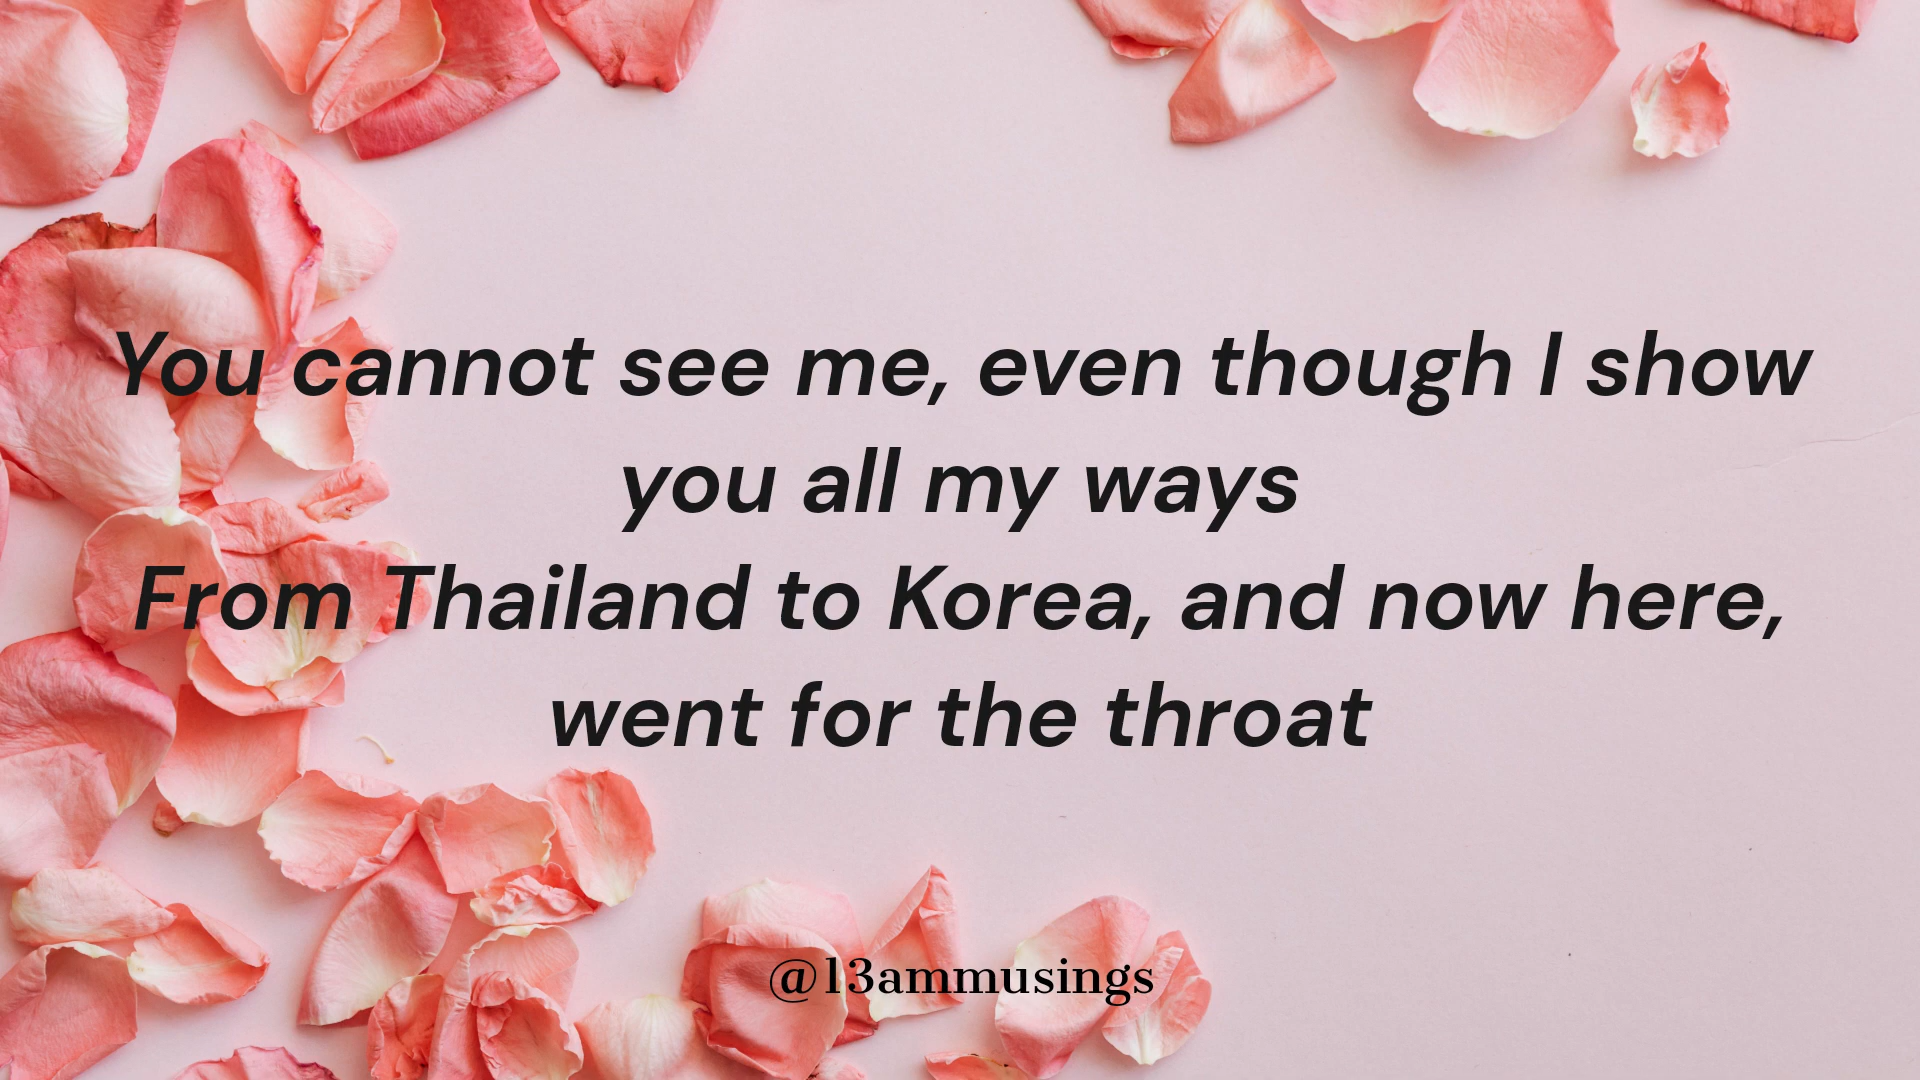 You cannot see me, even though I show
you all my ways
From Thailand to Korea, and now here,
went for the throat
@13ammusings